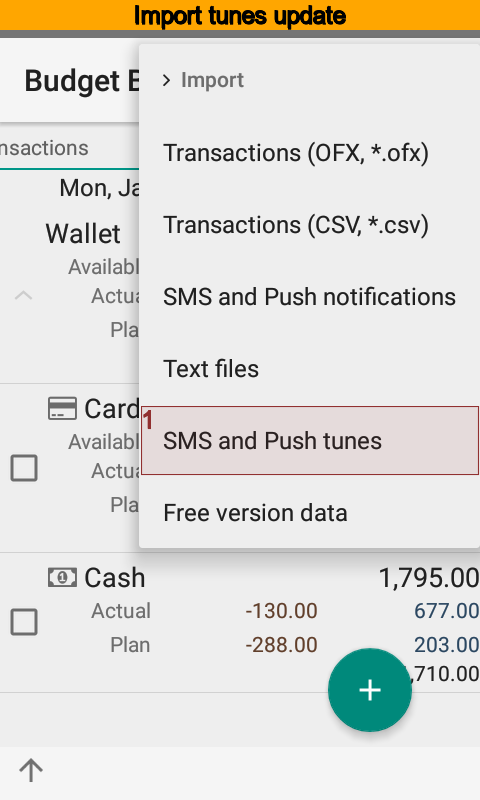 Import tunes update
Budget B
> Import
Transactions (OFX, *.ofx)
nsactions
Mon, Ja
Transactions (CSV, *.csv)
Wallet
Availabl
SMS and Push notifications
Actua
Pla
Text files
Card
1
SMS and Push tunes
Availabl
Actua
Pla
Free version data
Cash 1,795.00
Actual -130.00 677.00
Plan -288.00 203.00
,710.00
+